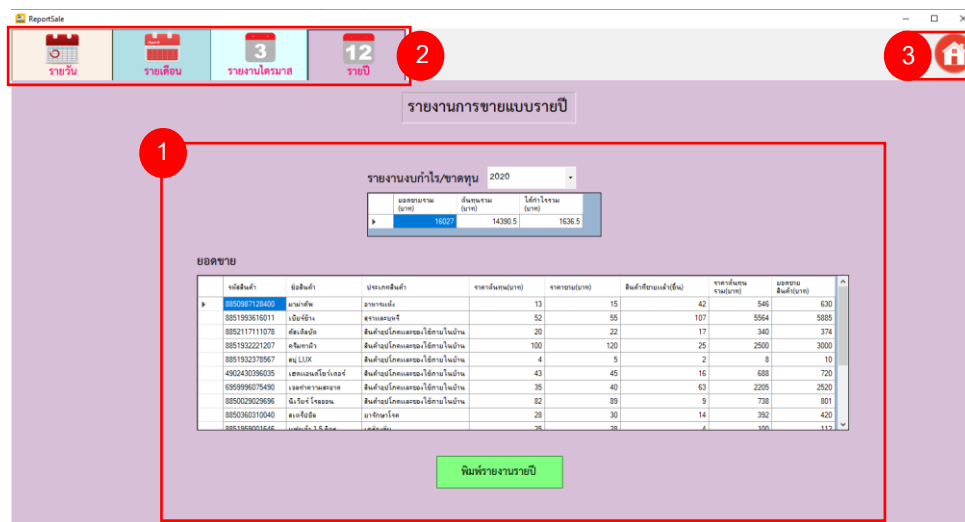 ReportSale
3
12
รายวัน
รายเดือน
รายงานไตรมาส
รายปี
2
3
รายงานการขายแบบรายปี
1
รายงานงบกำไร/ขาดทุน 2020
ยอดขายรวม (บาท) ต้นทุนรวม (บาท) ได้กำไรรวม (บาท)
16027 14390.5 1636.5
ยอดขาย
รหัสสินค้า ชื่อสินค้า ประเภทสินค้า ราคาต้นทุน(บาท) ราคาขาย(บาท) สินค้าที่ขายแล้ว(ชิ้น) ราคาต้นทุนรวม(บาท) ยอดขายสินค้า(บาท)
8850987128400 มาม่าคัพ อาหารแห้ง 13 15 42 546 630
8851993616011 เบียร์ช้าง สุราและบุหรี่ 52 55 107 5564 5885
8852117111078 สินค้าอุปโภคและของใช้ภายในบ้าน 20 22 17 340 374
8851932221207 สินค้าอุปโภคและของใช้ภายในบ้าน 100 120 25 2500 3000
8851932378567 สบู่ LUX สินค้าอุปโภคและของใช้ภายในบ้าน 4 5 2 8 10
4902430396035 เฮดแอนด์โชว์เดอร์ สินค้าอุปโภคและของใช้ภายในบ้าน 43 45 16 688 720
6959996075490 เจลทำความสะอาด สินค้าอุปโภคและของใช้ภายในบ้าน 35 40 63 2205 2520
8850029029696 นีเวียร์ โรลออน สินค้าอุปโภคและของใช้ภายในบ้าน 82 89 9 738 801
8850360310040 ยารักษาโรค 28 30 14 392 420
8851959001646 1.5 ลิตร เครื่องดื่ม 25 28 4 100 112
พิมพ์รายงานรายปี